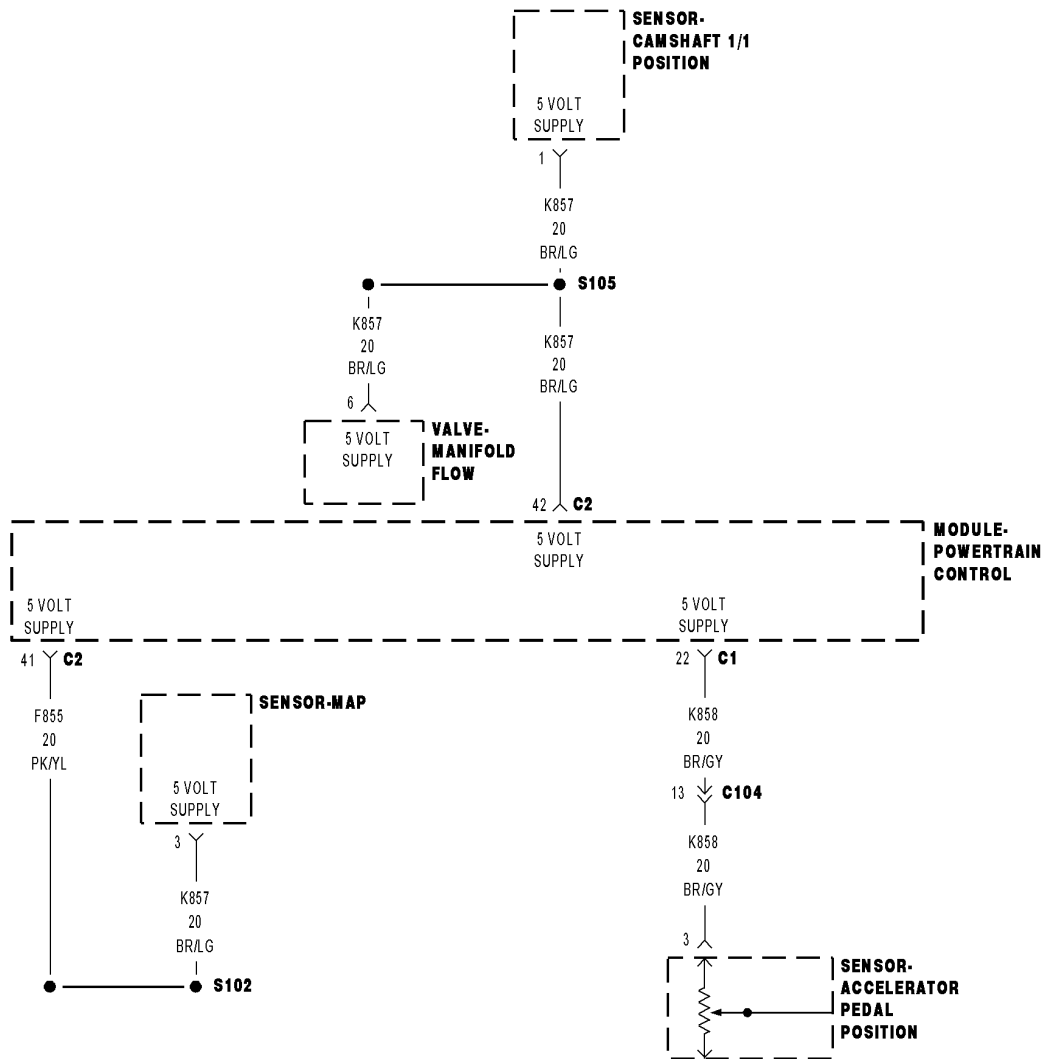 SENSOR-
CAMSHAFT 1/1
POSITION
5 VOLT
SUPPLY
1
K857
20
BR/LG
S105
K857
20
BR/LG
K857
20
BR/LG
6
5 VOLT
SUPPLY
VALVE-
MANIFOLD
FLOW
42 C2
5 VOLT
SUPPLY
MODULE-
POWERTRAIN
CONTROL
5 VOLT
SUPPLY
5 VOLT
SUPPLY
41 C2
22 C1
F855
20
PK/YL
SENSOR-MAP
5 VOLT
SUPPLY
3
K857
20
BR/LG
S102
K858
20
BR/GY
13 C104
K858
20
BR/GY
3
SENSOR-
ACCELERATOR
PEDAL
POSITION